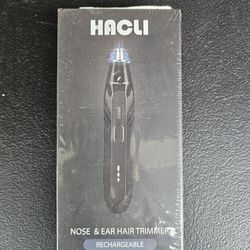 HACLI
NOSE & EAR HAIR TRIMMER
RECHARGEABLE